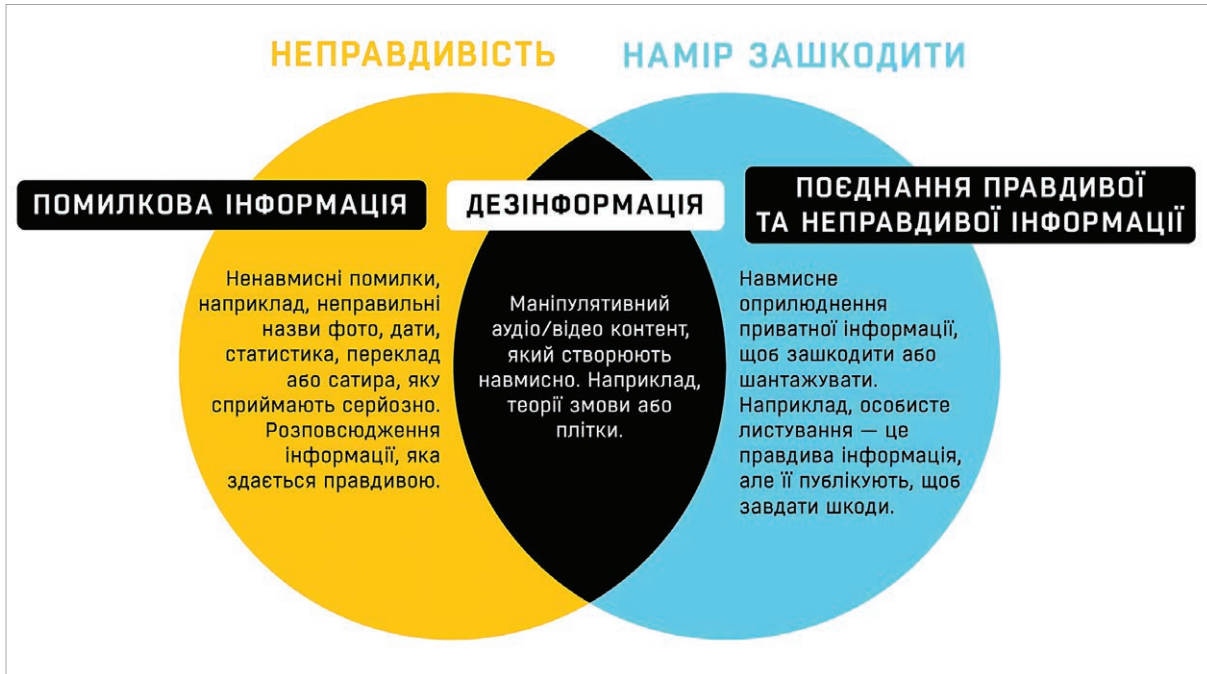 НЕПРАВДИВІСТЬ
НАМІР ЗАШКОДИТИ
ПОМИЛКОВА ІНФОРМАЦІЯ
Ненавмисні помилки,
наприклад, неправильні
назви фото, дати,
статистика, переклад
або сатира, яку
сприймають серйозно.
Розповсюдження
інформації, яка
здається правдивою.
ДЕЗІНФОРМАЦІЯ
Маніпулятивний
аудіо/відео контент,
який створюють
навмисно. Наприклад,
теорії змови або
плітки.
ПОЄДНАННЯ ПРАВДИВОЇ
ТА НЕПРАВДИВОЇ ІНФОРМАЦІЇ
Навмисне
оприлюднення
приватної інформації,
щоб зашкодити або
шантажувати.
Наприклад, особисте
листування — це
правдива інформація,
але її публікують, щоб
завдати шкоди.